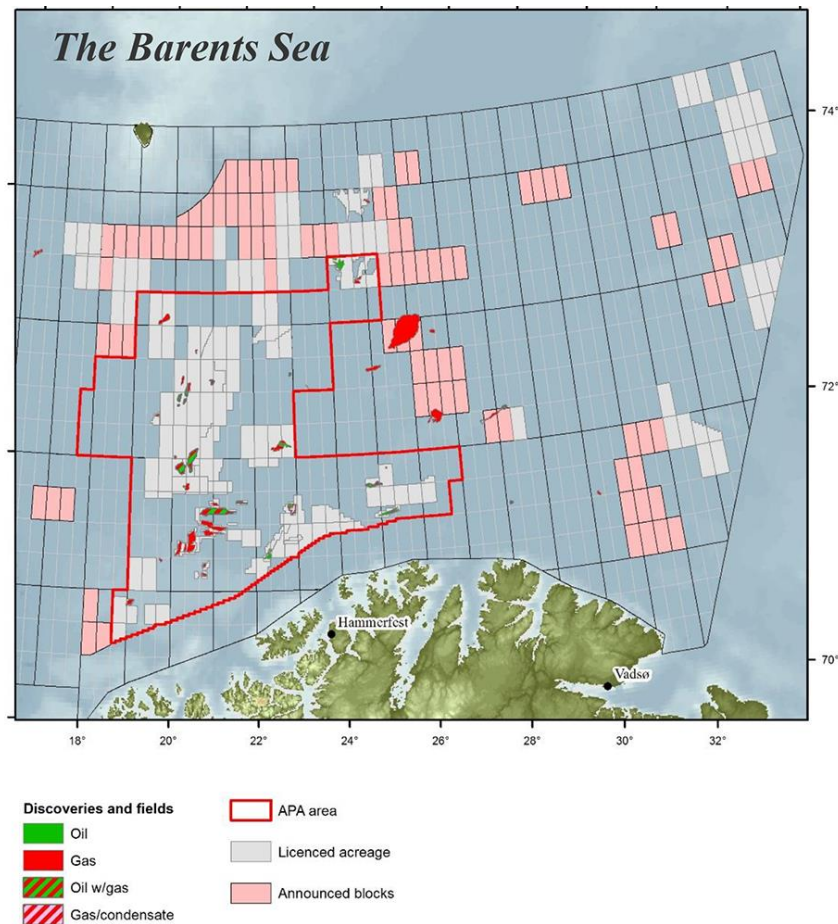 The Barents Sea
74°
72°
Hammerfest
70°
Vadsø
18°
20°
22°
24°
26°
28°
30°
32°
Discoveries and fields
Oil
Gas
Oil w/gas
Gas/condensate
APA area
Licenced acreage
Announced blocks